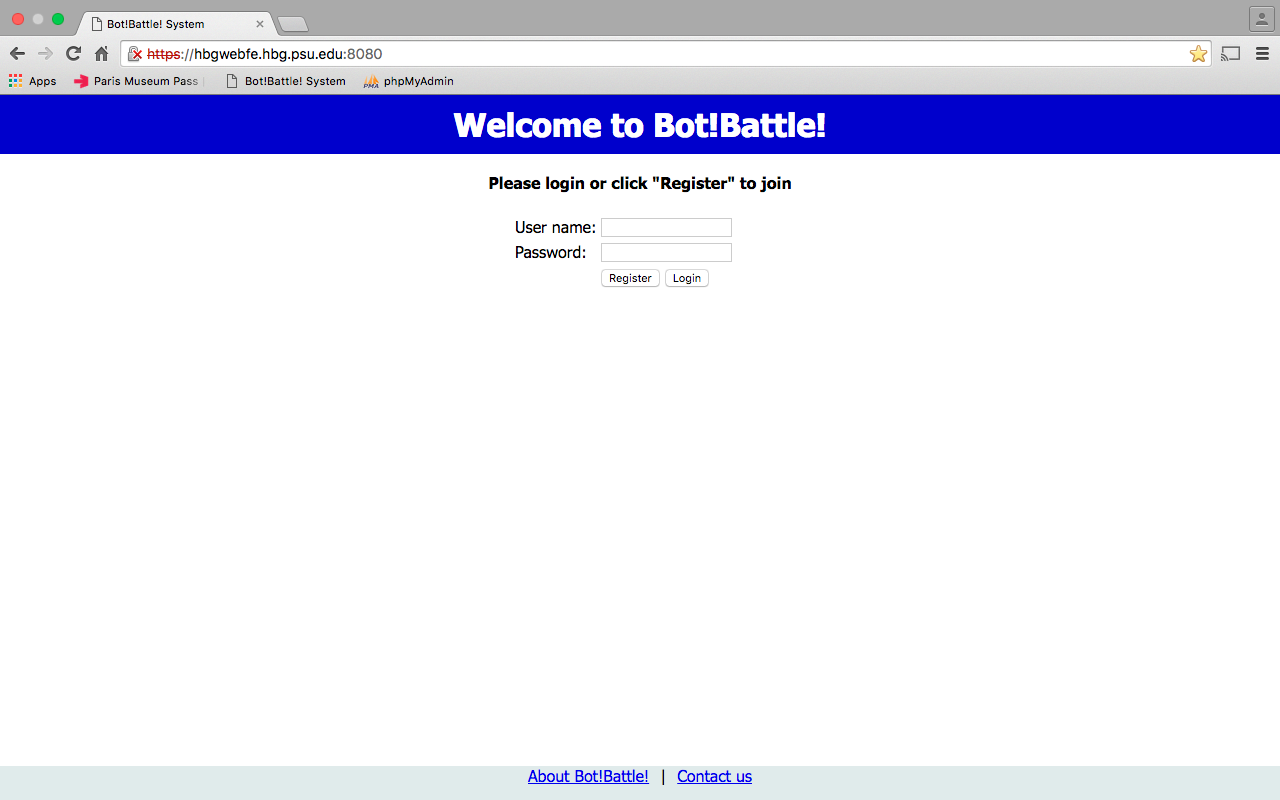 Bot!Battle! System
https://hbgwebfe.hbg.psu.edu:8080
Apps Paris Museum Pass Bot!Battle! System PMA phpMyAdmin
Welcome to Bot!Battle!
Please login or click "Register" to join
User name:
Password:
Register Login
About Bot!Battle! | Contact us